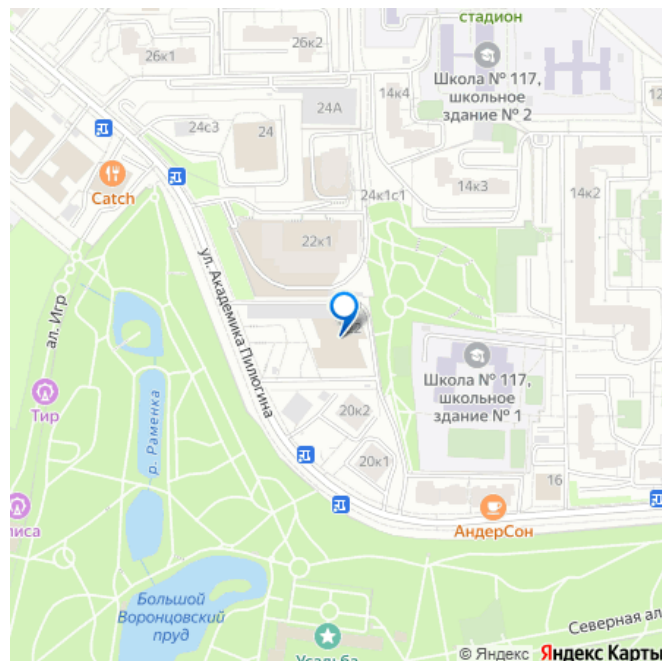 стадион
26к2
26к1
Школа № 117,
школьное
здание № 2
14к4
12
24А
24с3
24
Catch
14к3
14к2
24к1с1
22к1
ул. Академика Пилюгина
ал. Игр
Школа № 117,
школьное
здание № 1
Тир
р. Раменка
20к2
20к1
16
АндерСон
Большой
Воронцовский
пруд
Северная ал
Усадьба
© Яндекс Яндекс Карты